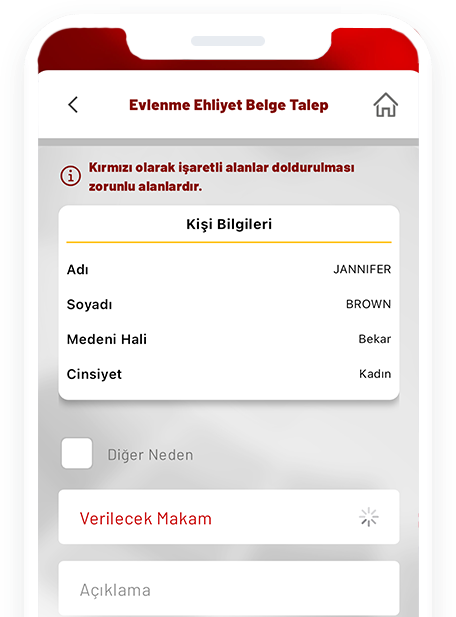 Evlenme Ehliyet Belge Talep
Kırmızı olarak işaretli alanlar doldurulması
zorunlu alanlardır.
Kişi Bilgileri
Adı JANNIFER
Soyadı BROWN
Medeni Hali Bekar
Cinsiyet Kadın
Diğer Neden
Verilecek Makam
Açıklama